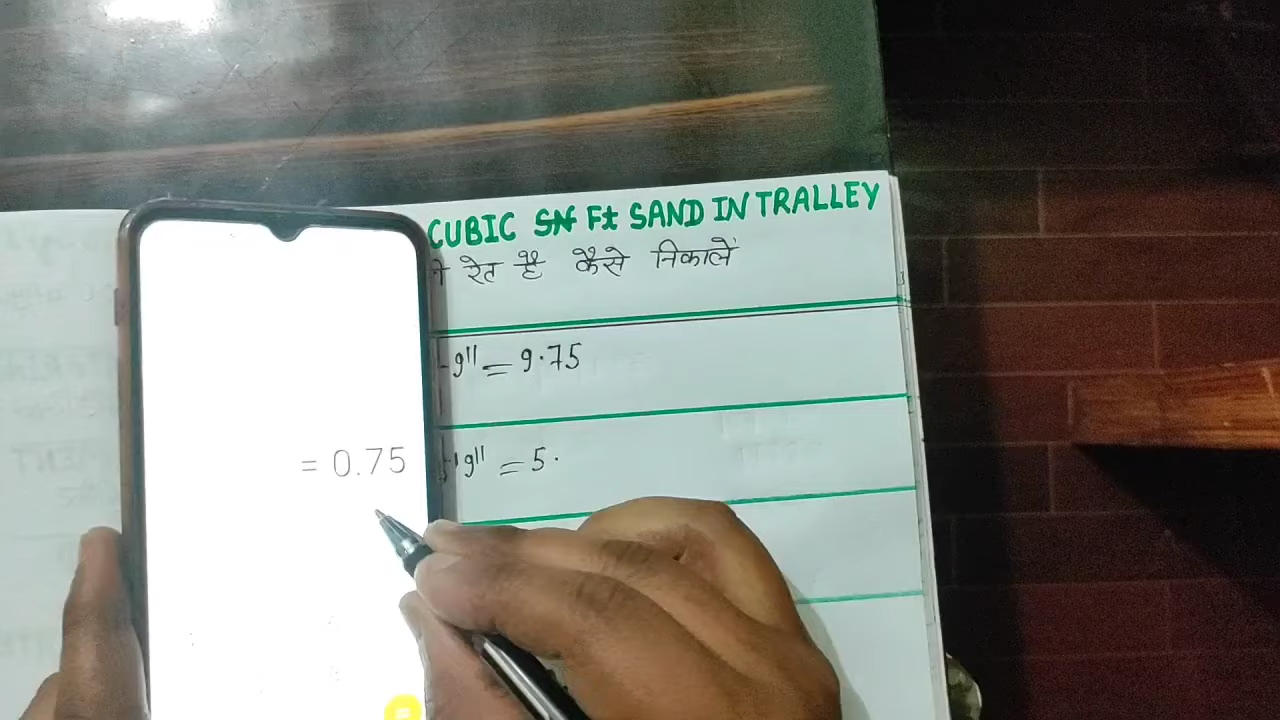 CUBIC SN Ft SAND IN TRALLEY
रेत है कैसे निकालें
9" = 9.75
= 0.75
9" = 5.